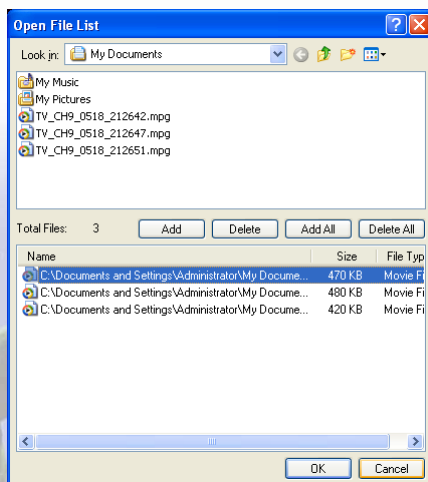 Open File List
Look in: My Documents
My Music
My Pictures
TV_CH9_0518_212642.mpg
TV_CH9_0518_212647.mpg
TV_CH9_0518_212651.mpg
Total Files: 3 Add Delete Add All Delete All
Name Size File Typ
C:\Documents and Settings\Administrator\My Docume... 470 KB Movie Fi
C:\Documents and Settings\Administrator\My Docume... 480 KB Movie Fi
C:\Documents and Settings\Administrator\My Docume... 420 KB Movie Fi
OK Cancel